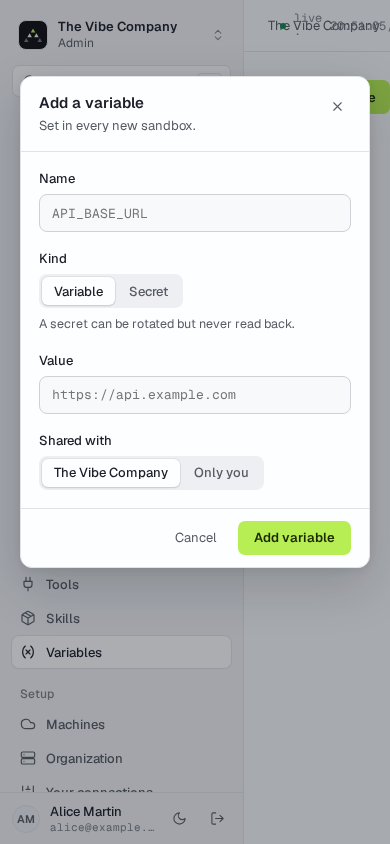 The Vibe Company
Admin
live
The Vibe Company
Add a variable
Set in every new sandbox.
Name
API_BASE_URL
Kind
Variable
Secret
A secret can be rotated but never read back.
Value
https://api.example.com
Shared with
The Vibe Company
Only you
Cancel
Add variable
Tools
Skills
Variables
Setup
Machines
Organization
Your connections
AM
Alice Martin
alice@example.…